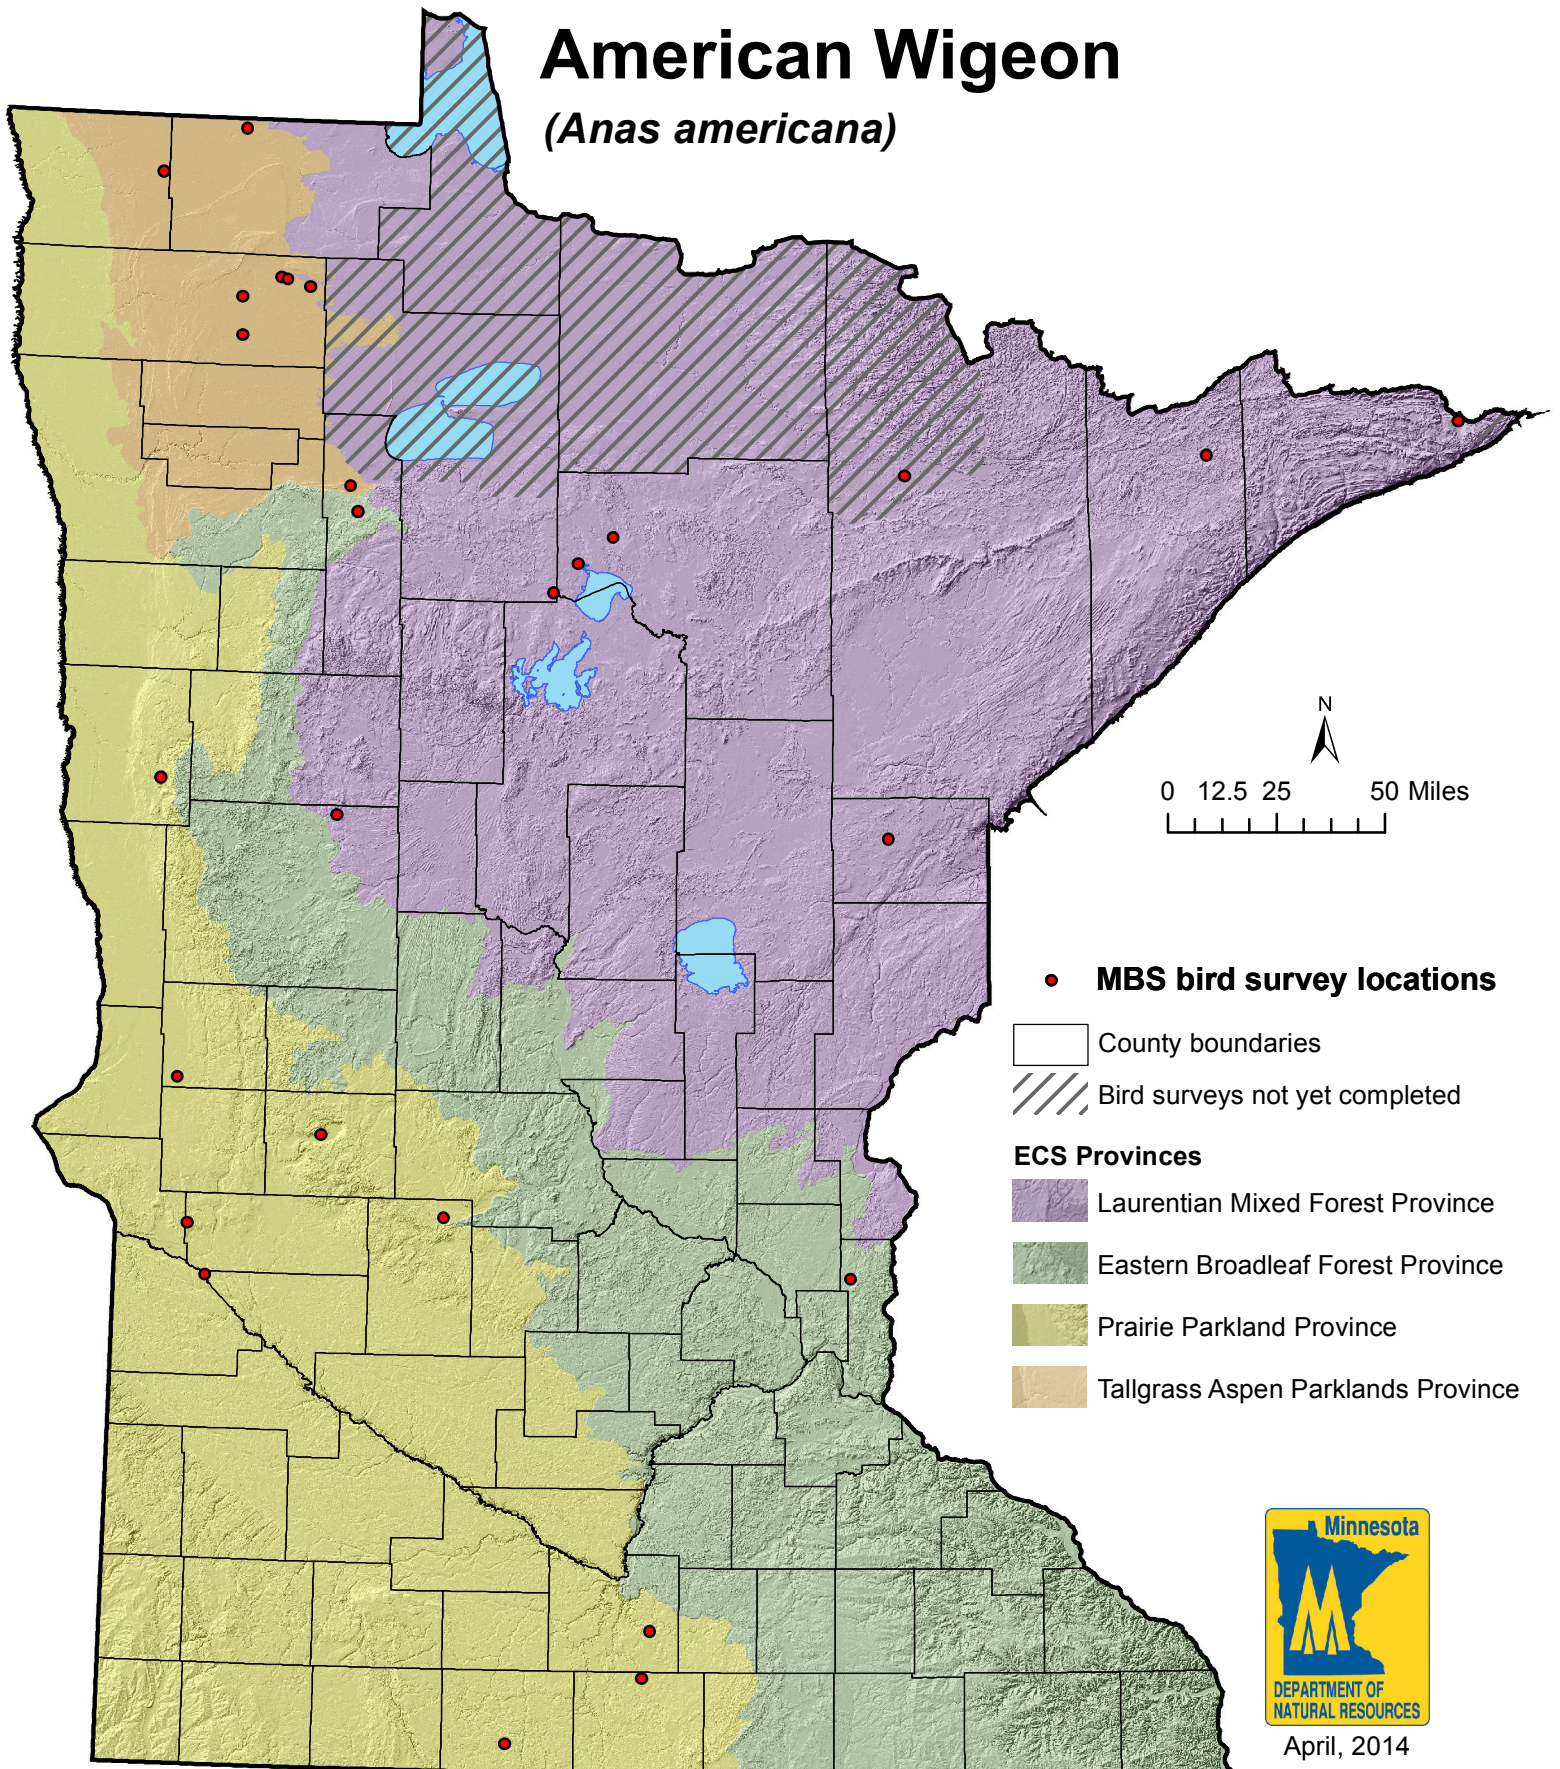 American Wigeon
(Anas americana)
N
0 12.5 25 50 Miles
MBS bird survey locations
County boundaries
Bird surveys not yet completed
ECS Provinces
Laurentian Mixed Forest Province
Eastern Broadleaf Forest Province
Prairie Parkland Province
Tallgrass Aspen Parklands Province
Minnesota
DEPARTMENT OF
NATURAL RESOURCES
April, 2014